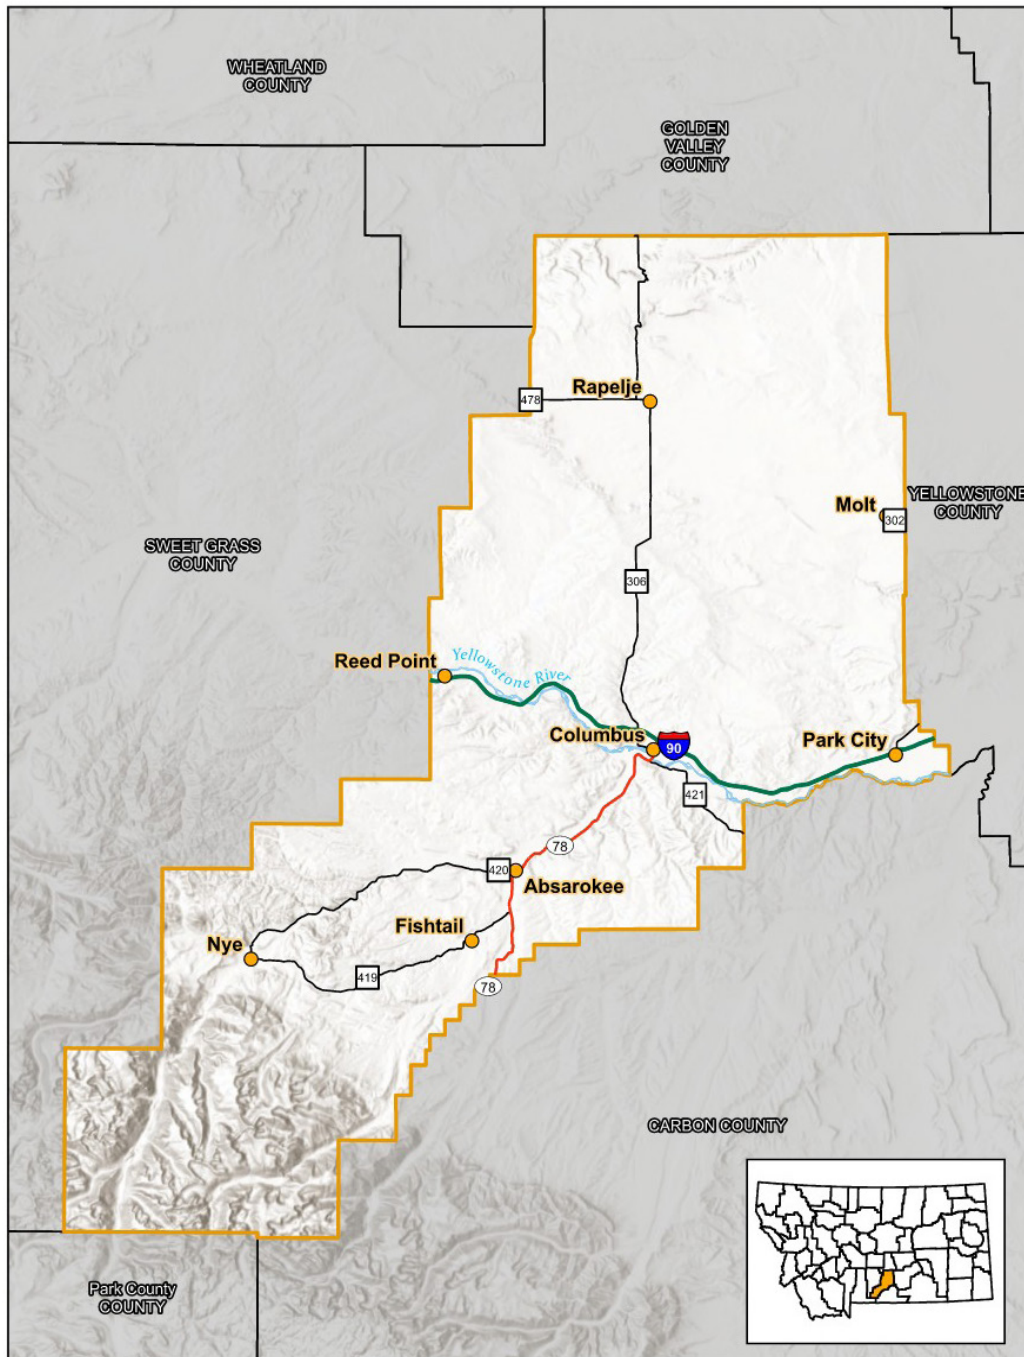 WHEATLAND
COUNTY
GOLDEN
VALLEY
COUNTY
Rapelje
478
Molt
302
YELLOWSTONE
COUNTY
SWEET GRASS
COUNTY
306
Reed Point
Yellowstone River
Columbus
90
Park City
421
78
420
Absarokee
Fishtail
Nye
419
78
CARBON COUNTY
Park County
COUNTY